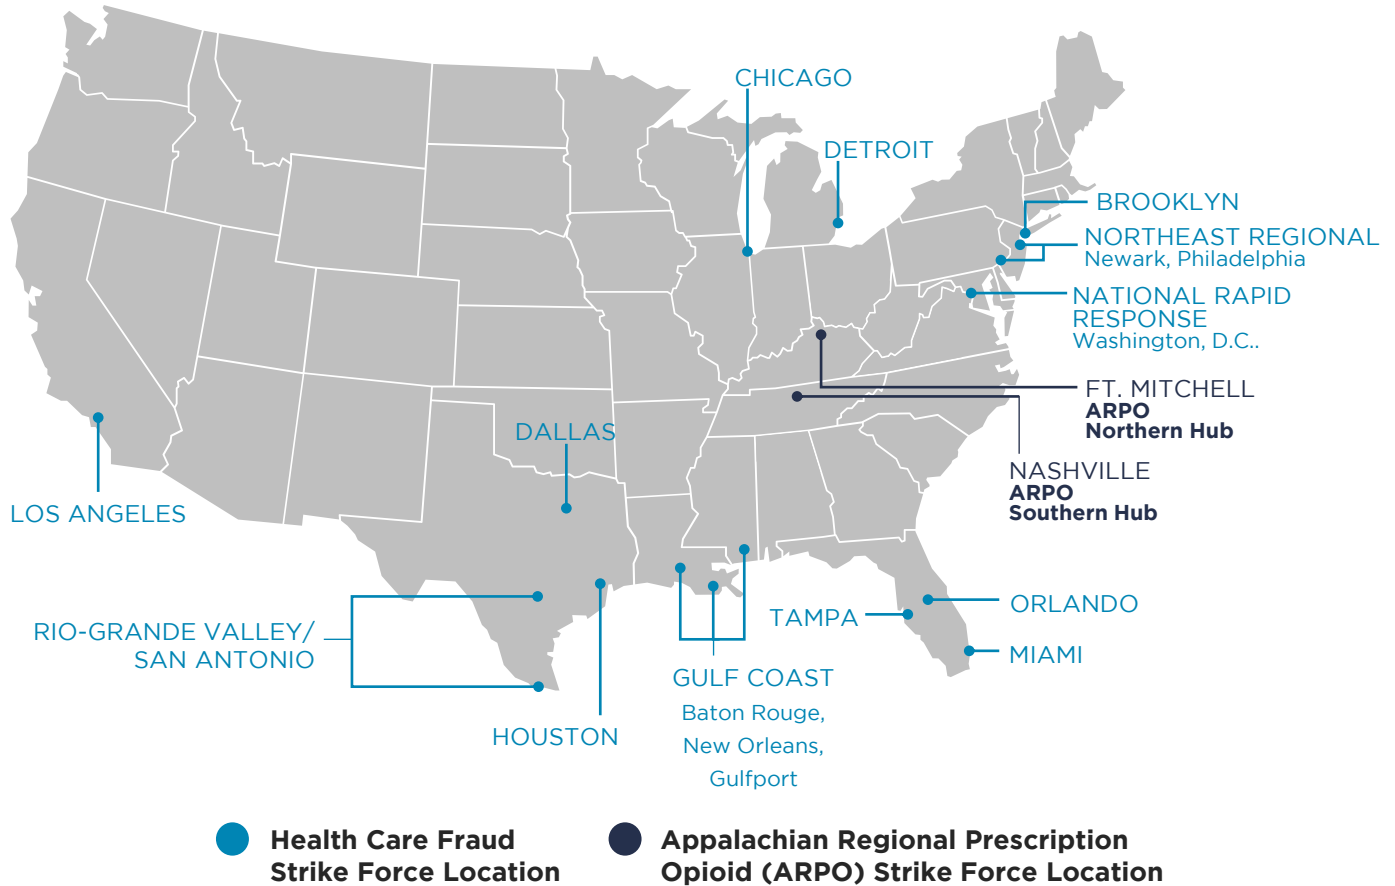 CHICAGO
DETROIT
BROOKLYN
NORTHEAST REGIONAL
Newark, Philadelphia
NATIONAL RAPID
RESPONSE
Washington, D.C..
FT. MITCHELL
ARPO
Northern Hub
NASHVILLE
ARPO
Southern Hub
DALLAS
LOS ANGELES
RIO-GRANDE VALLEY/
SAN ANTONIO
HOUSTON
GULF COAST
Baton Rouge,
New Orleans,
Gulfport
TAMPA
ORLANDO
MIAMI
Health Care Fraud
Strike Force Location
Appalachian Regional Prescription
Opioid (ARPO) Strike Force Location